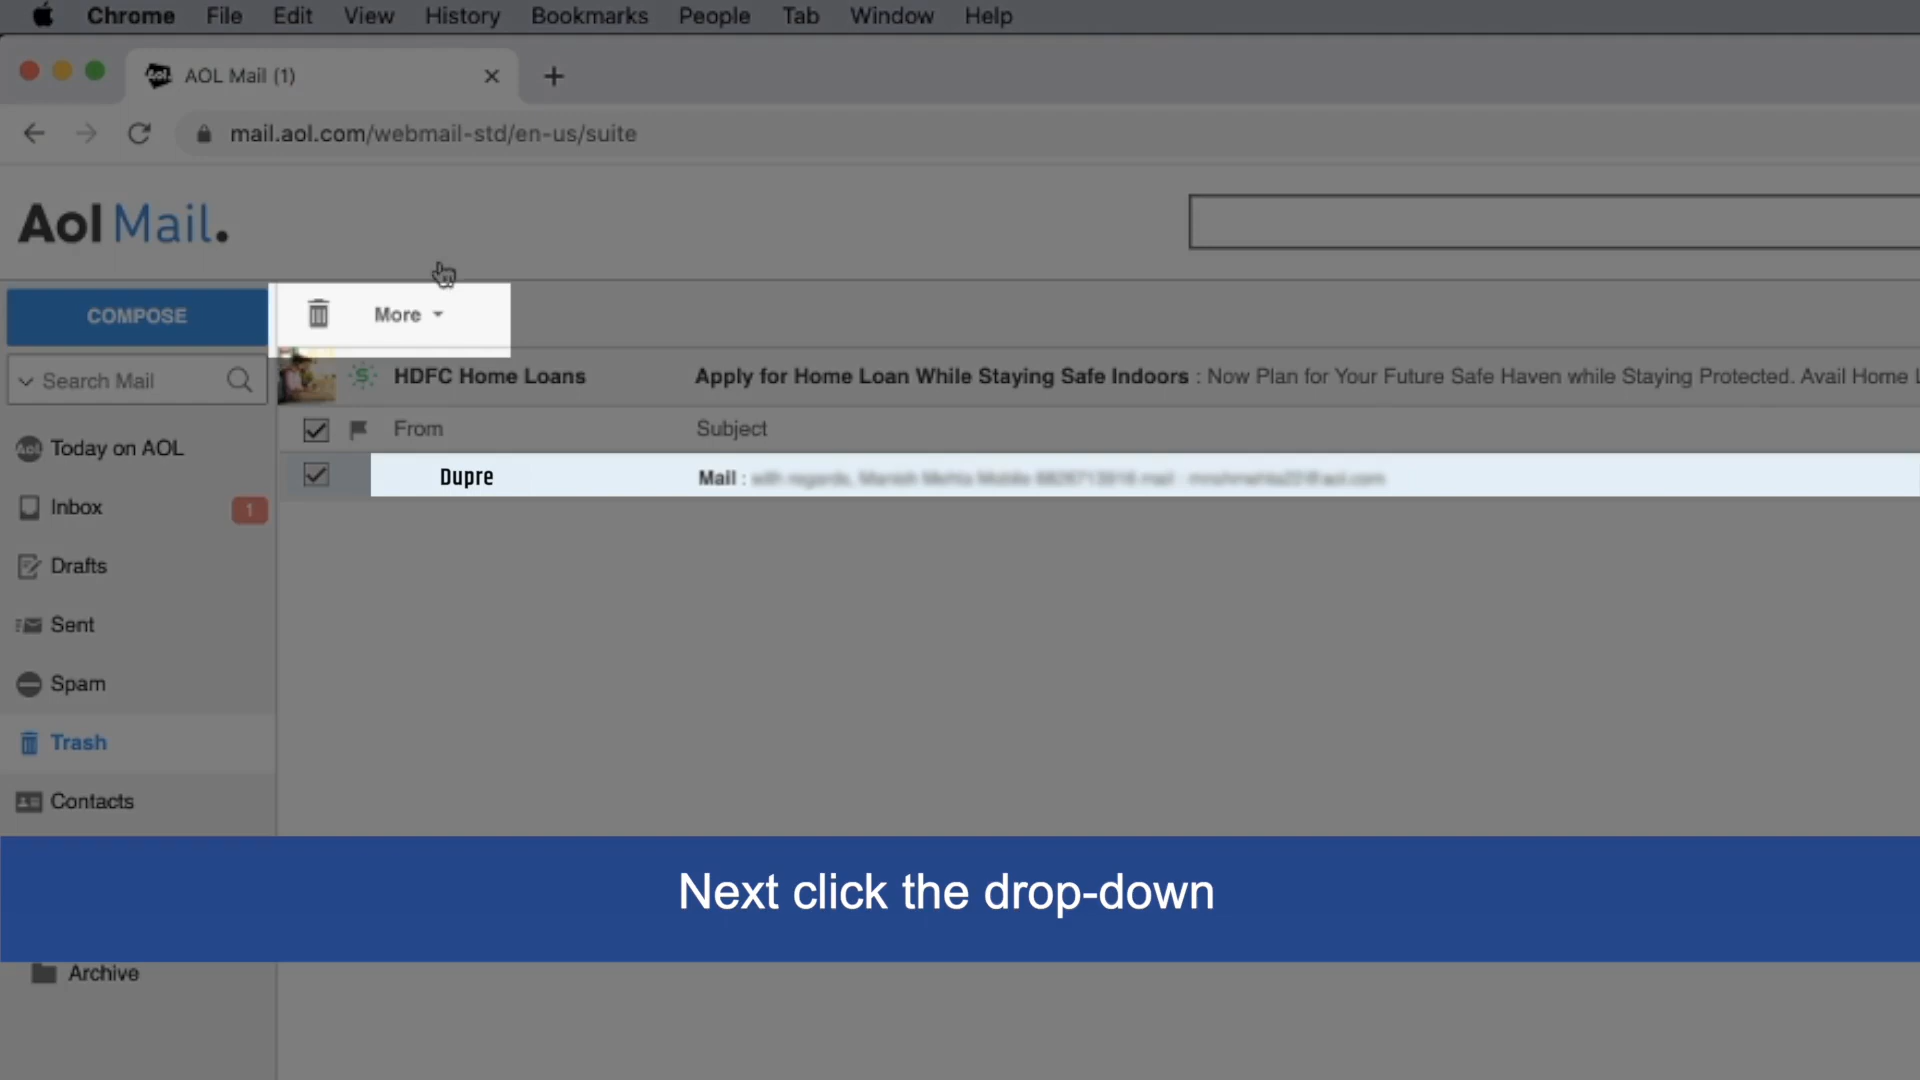 Chrome File Edit View History Bookmarks People Tab Window Help
AOL Mail (1)
mail.aol.com/webmail-std/en-us/suite
Aol Mail.
COMPOSE
More
Search Mail
HDFC Home Loans Apply for Home Loan While Staying Safe Indoors : Now Plan for Your Future Safe Haven while Staying Protected. Avail Home
From Subject
Dupre Mail :
Today on AOL
Inbox 1
Drafts
Sent
Spam
Trash
Contacts
Next click the drop-down
Archive